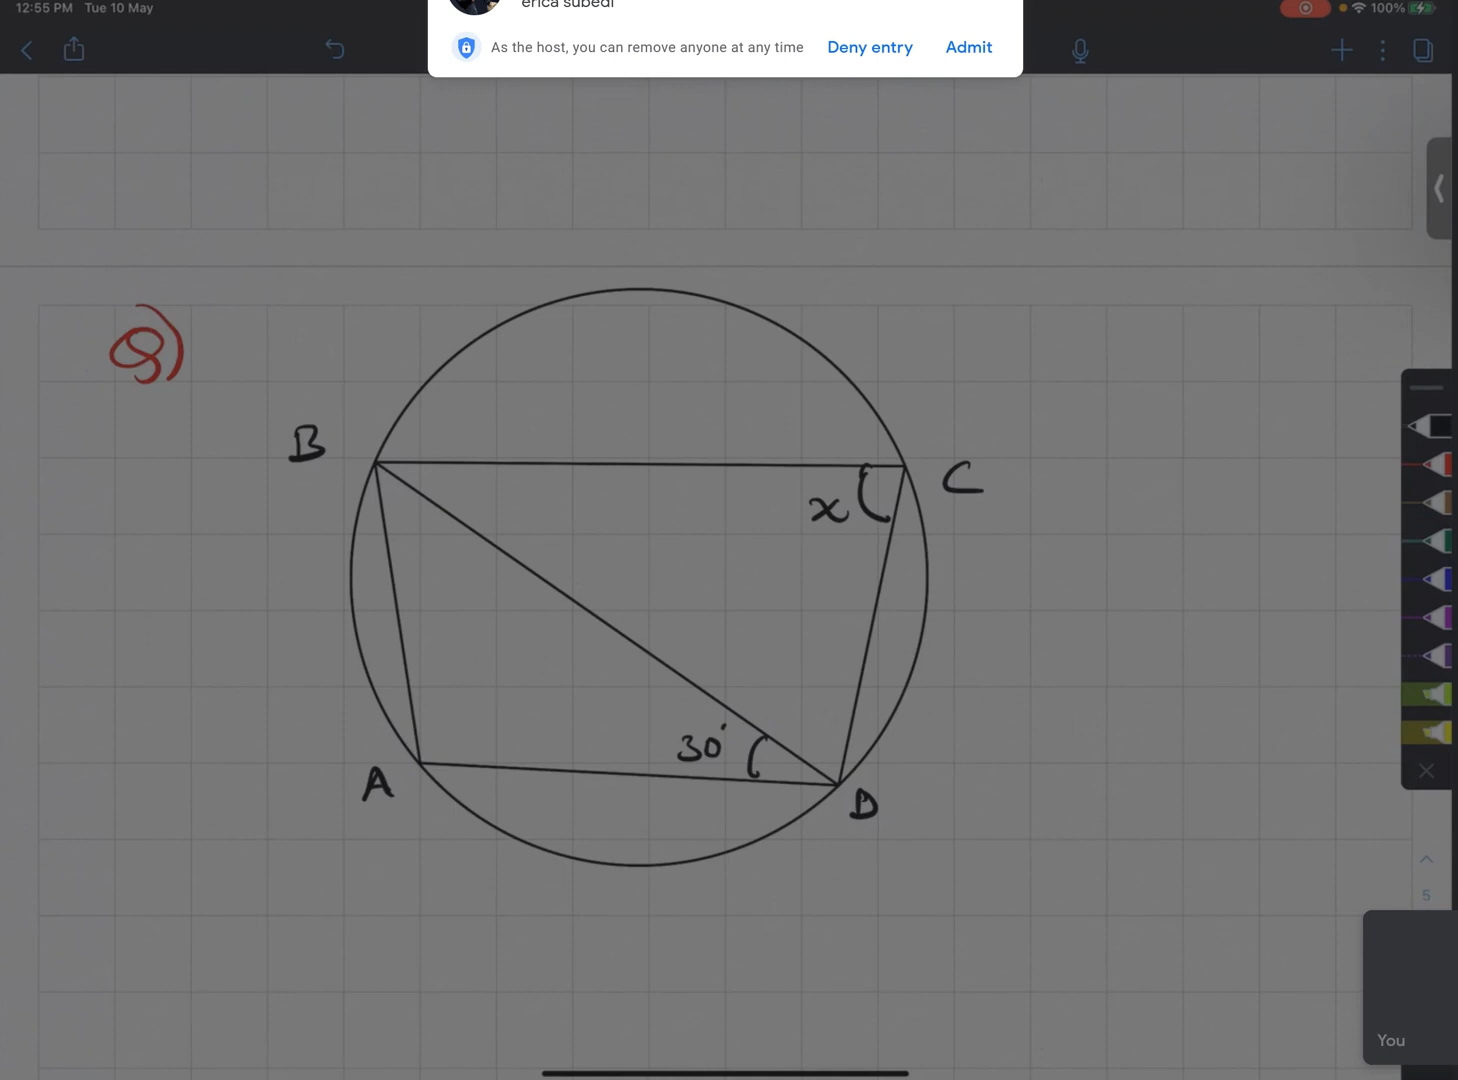 12:55 PM Tue 10 May
100%
erica subedi
As the host, you can remove anyone at any time Deny entry Admit
Q)
B
C
x
30°
A
D
5
You